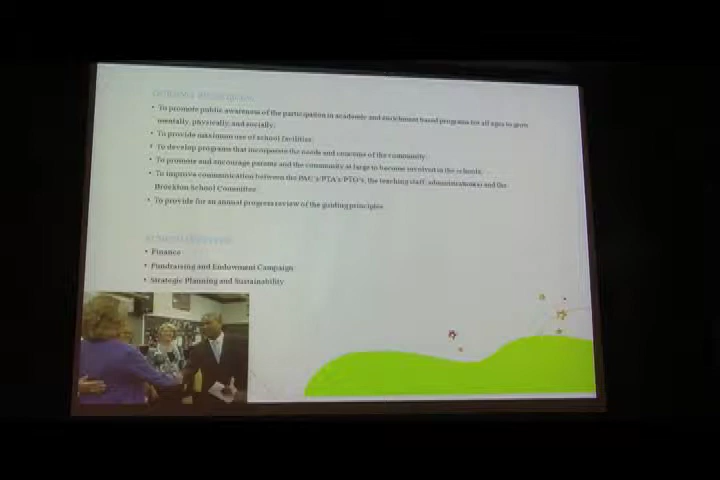 GUIDING PRINCIPLES
• To promote public awareness of the participation in academic and enrichment based programs for all ages to grow
mentally, physically, and socially.
• To provide maximum use of school facilities.
• To develop programs that incorporate the needs and concerns of the community.
• To promote and encourage parents and the community at large to become involved in the schools.
• To improve communication between the PAC's/PTA's/PTO's, the teaching staff, administration(s) and the
Brockton School Committee.
• To provide for an annual progress review of the guiding principles.
• Finance
• Fundraising and Endowment Campaign
• Strategic Planning and Sustainability